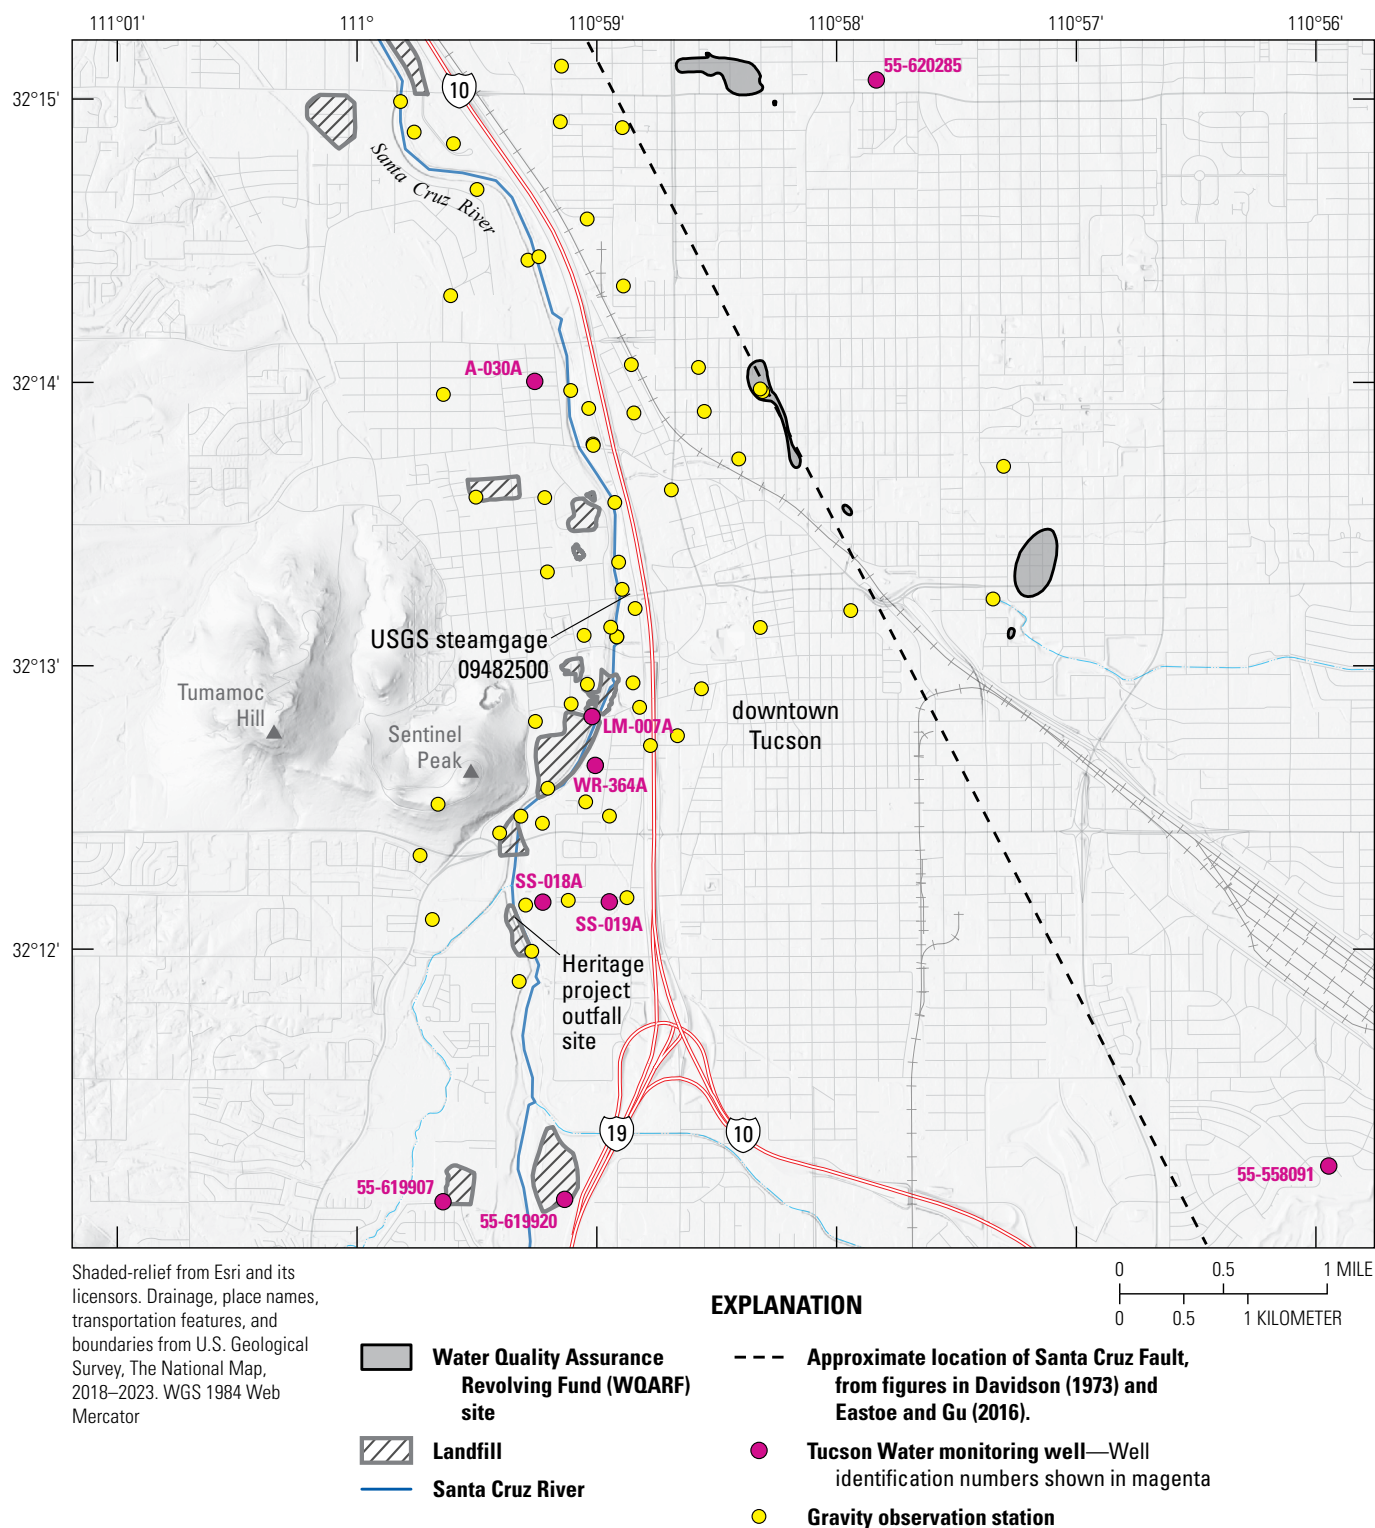 111°01'
111°
110°59'
110°58'
110°57'
110°56'
55-620285
10
32°15'
Santa Cruz River
A-030A
32°14'
USGS steamgage
09482500
32°13'
Tumamoc
Hill
Sentinel
Peak
LM-007A
downtown
Tucson
WR-364A
SS-018A
SS-019A
32°12'
Heritage
project
outfall
site
19
10
55-619907
55-619920
55-558091
Shaded-relief from Esri and its
licensors. Drainage, place names,
transportation features, and
boundaries from U.S. Geological
Survey, The National Map,
2018–2023. WGS 1984 Web
Mercator
0 0.5 1 MILE
0 0.5 1 KILOMETER
EXPLANATION
Water Quality Assurance
Revolving Fund (WQARF)
site
Landfill
Santa Cruz River
Approximate location of Santa Cruz Fault,
from figures in Davidson (1973) and
Eastoe and Gu (2016).
Tucson Water monitoring well—Well
identification numbers shown in magenta
Gravity observation station